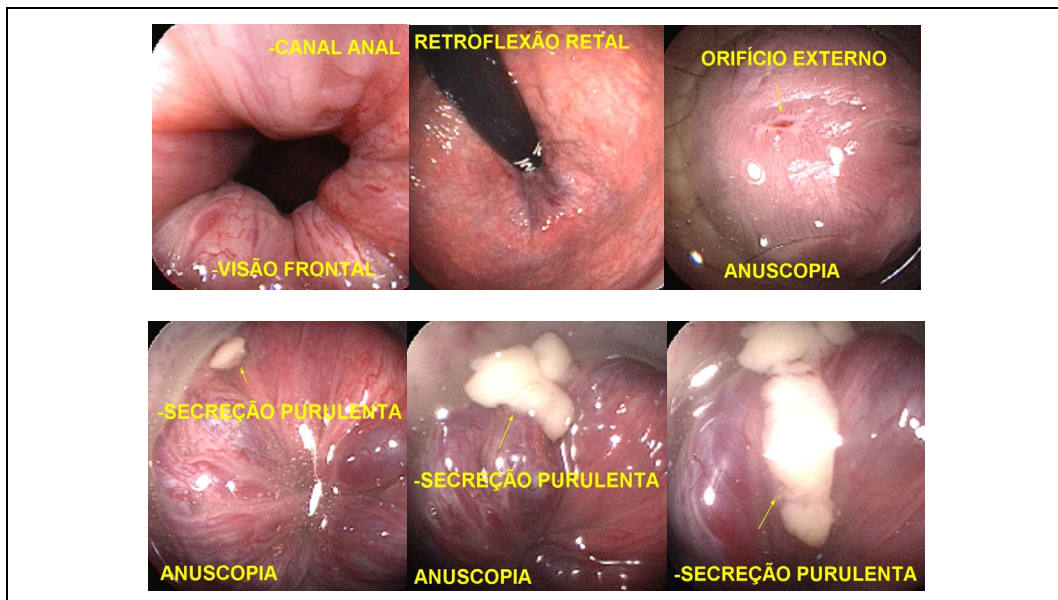 -CANAL ANAL
-VISÃO FRONTAL
RETROFLEXÃO RETAL
ORIFÍCIO EXTERNO
ANUSCOPIA
-SECREÇÃO PURULENTA
ANUSCOPIA
-SECREÇÃO PURULENTA
ANUSCOPIA
-SECREÇÃO PURULENTA